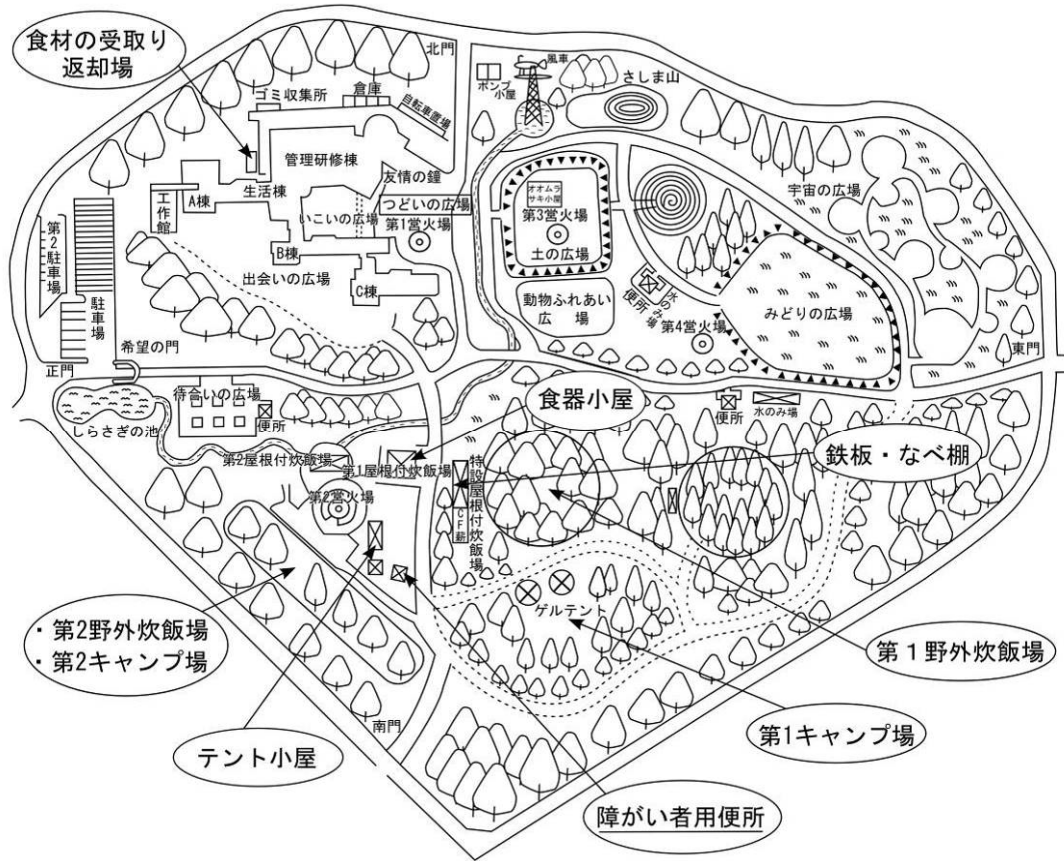 食材の受取り
返却場
北門
風車
ポンプ
小屋
さしま山
ゴミ収集所
倉庫
自転車置場
管理研修棟
友情の鐘
宇宙の広場
生活棟
A棟
工作館
つどいの広場
いこいの広場
第1営火場
オオムラ
サキ小屋
第3営火場
土の広場
第2駐車場
B棟
出会いの広場
C棟
動物ふれあい
広 場
水のみ場
便所
みどりの広場
第4営火場
駐車場
希望の門
正門
東門
待合いの広場
便所
しらさぎの池
食器小屋
便所
水のみ場
第2屋根付炊飯場
第1屋根付炊飯場
特設屋根付炊飯場
鉄板・なべ棚
第2営火場
CF薪
ゲルテント
・第2野外炊飯場
・第2キャンプ場
第1野外炊飯場
南門
テント小屋
第1キャンプ場
障がい者用便所